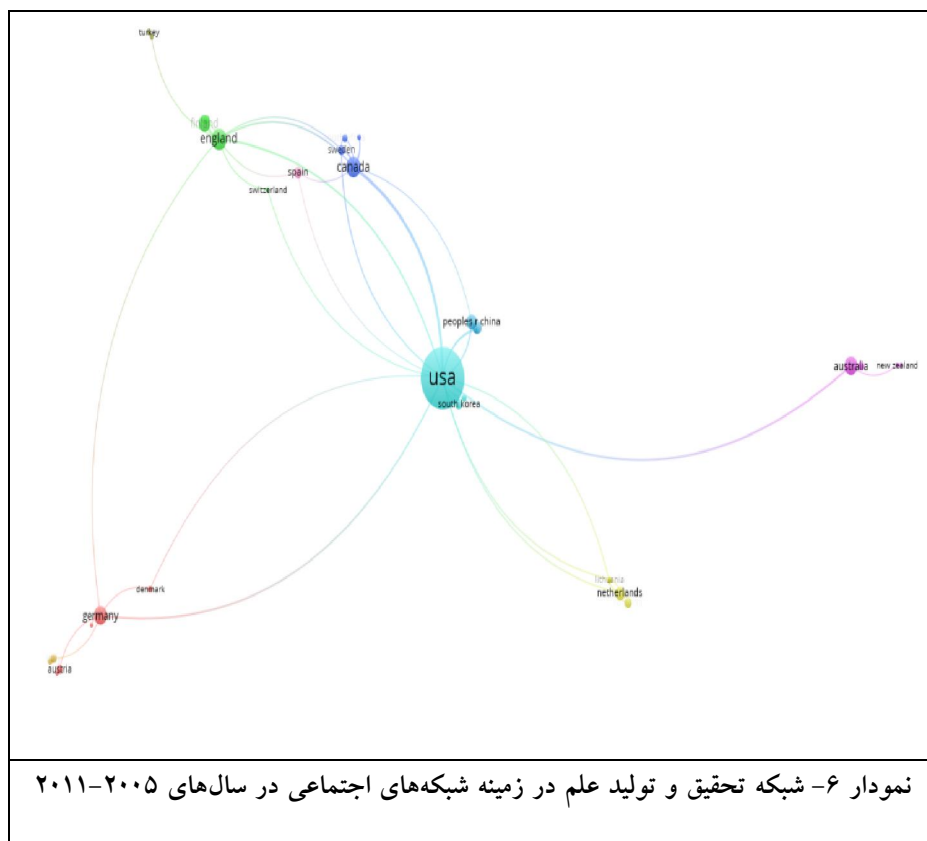 turkey
finland
england
sweden
canada
spain
switzerland
peoples r china
usa
south korea
australia
new zealand
lithuania
netherlands
denmark
germany
austria
نمودار ۶- شبکه تحقیق و تولید علم در زمینه شبکه‌های اجتماعی در سال‌های ۲۰۰۵-۲۰۱۱